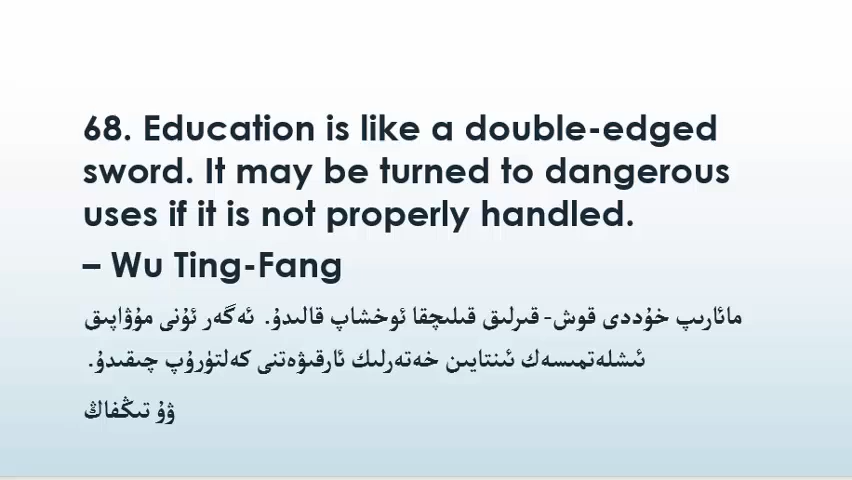 68. Education is like a double-edged
sword. It may be turned to dangerous
uses if it is not properly handled.
– Wu Ting-Fang
مائارىپ خۇددى قوش- قىرلىق قىلىچقا ئوخشاپ قالىدۇ. ئەگەر ئۇنى مۇۋاپىق
ئىشلەتمىسەك ئىنتايىن خەتەرلىك ئارقىۋەتنى كەلتۈرۈپ چىقىدۇ.
ۋۇ تىڭفاڭ